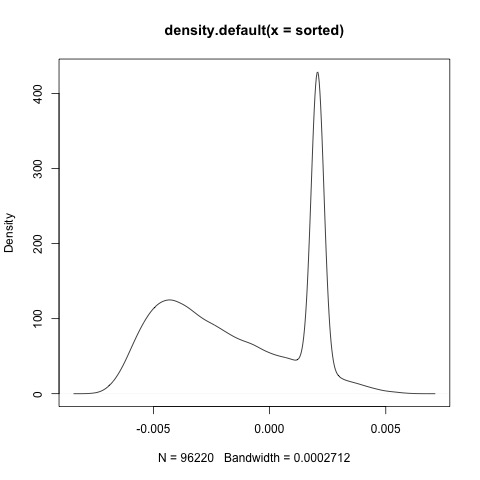 density.default(x = sorted)
Density
0
100
200
300
400
-0.005
0.000
0.005
N = 96220   Bandwidth = 0.0002712